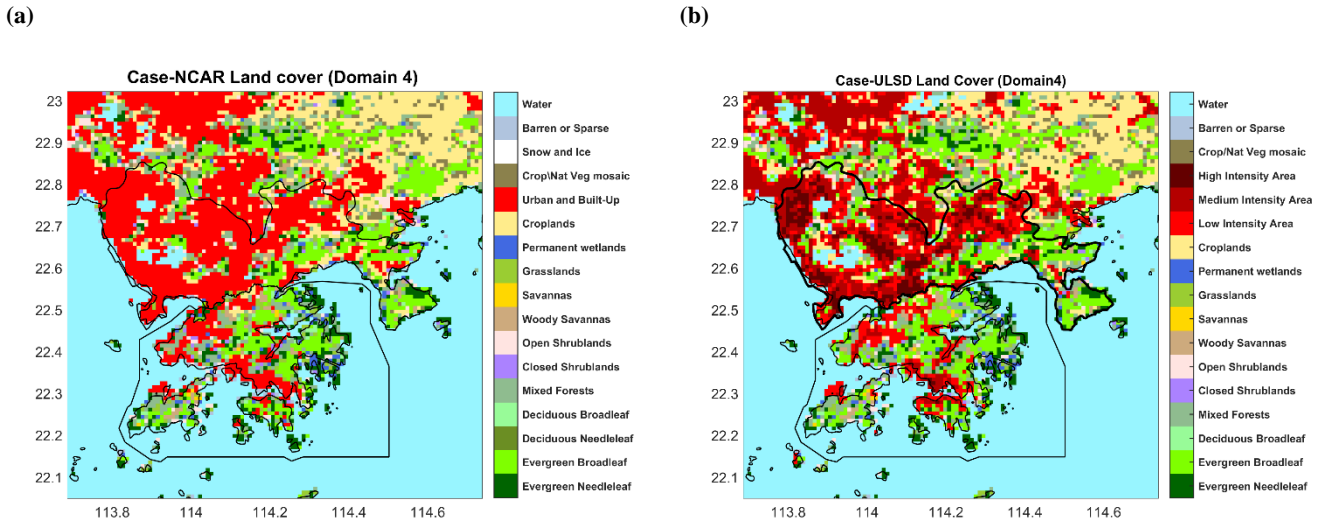 (a)
(b)
Case-NCAR Land cover (Domain 4)
23
22.9
22.8
22.7
22.6
22.5
22.4
22.3
22.2
22.1
113.8 114 114.2 114.4 114.6
Water
Barren or Sparse
Snow and Ice
Crop\Nat Veg mosaic
Urban and Built-Up
Croplands
Permanent wetlands
Grasslands
Savannas
Woody Savannas
Open Shrublands
Closed Shrublands
Mixed Forests
Deciduous Broadleaf
Deciduous Needleleaf
Evergreen Broadleaf
Evergreen Needleleaf
Case-ULSD Land Cover (Domain4)
23
22.9
22.8
22.7
22.6
22.5
22.4
22.3
22.2
22.1
113.8 114 114.2 114.4 114.6
Water
Barren or Sparse
Crop/Nat Veg mosaic
High Intensity Area
Medium Intensity Area
Low Intensity Area
Croplands
Permanent wetlands
Grasslands
Savannas
Woody Savannas
Open Shrublands
Closed Shrublands
Mixed Forests
Deciduous Broadleaf
Evergreen Broadleaf
Evergreen Needleleaf